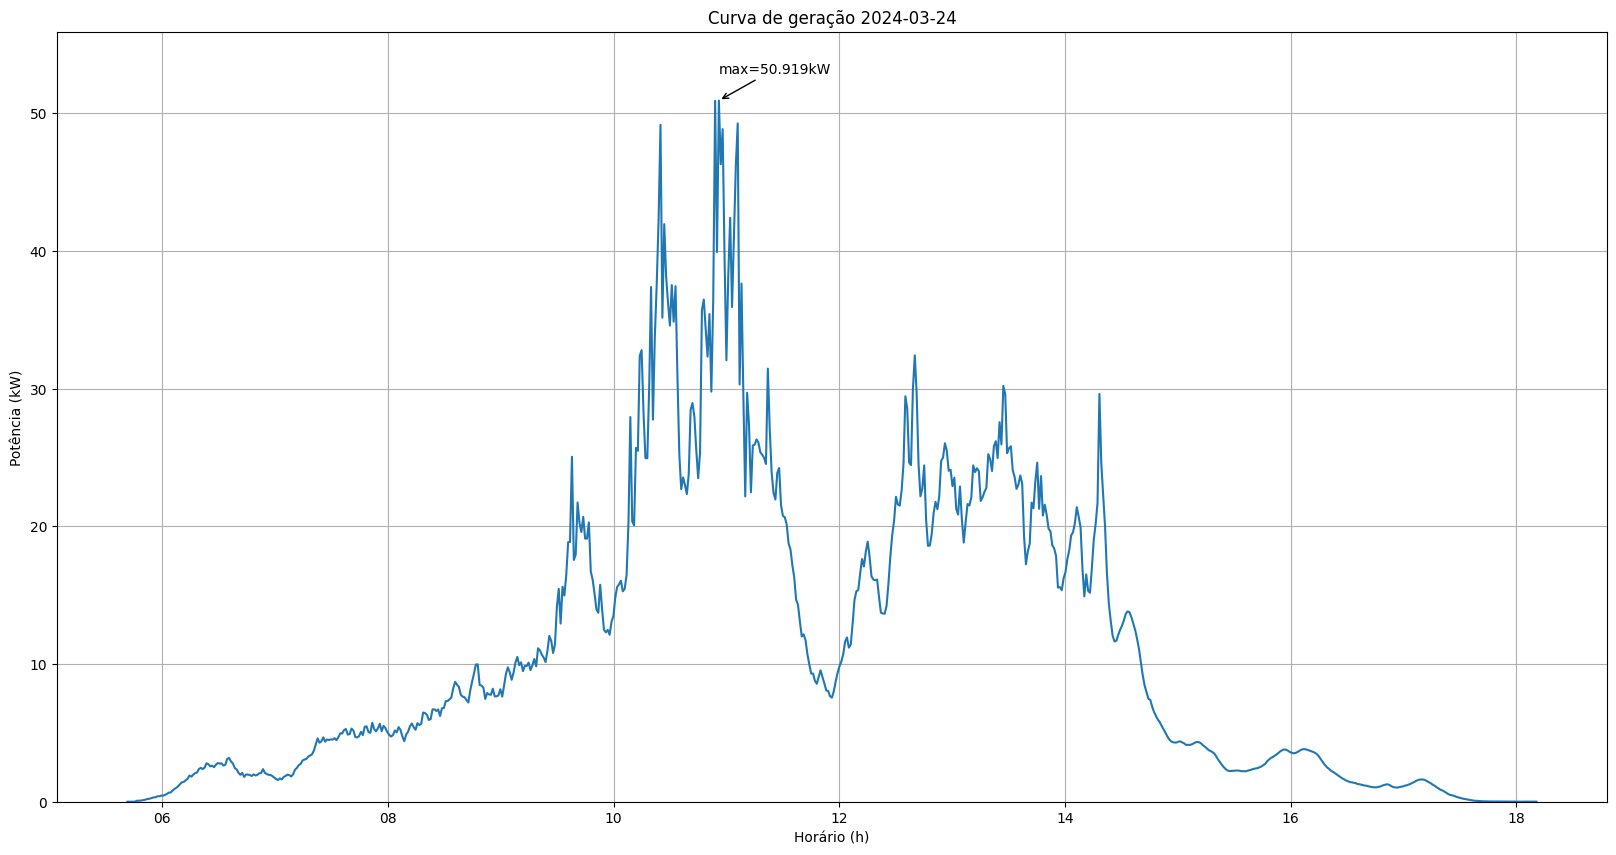 Curva de geração 2024-03-24
max=50.919kW
Potência (kW)
50
40
30
20
10
0
06 08 10 12 14 16 18
Horário (h)